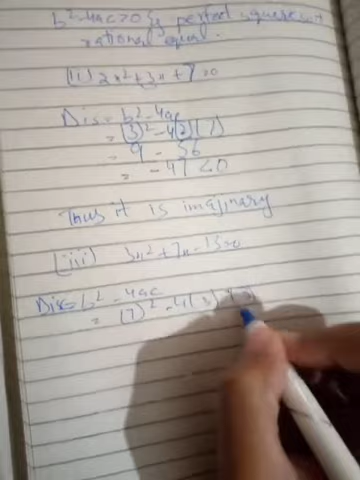 b²-4ac>0 & perfect square
rational equal.
(ii) 2x²+3x+7=0
Dis = b²-4ac
= (3)²-4(2)(7)
= 9 - 56
= -47 <0
Thus it is imaginary
(iii) 3x²+7x-13=0
Dis= b²-4ac
= (7)²-4(3)